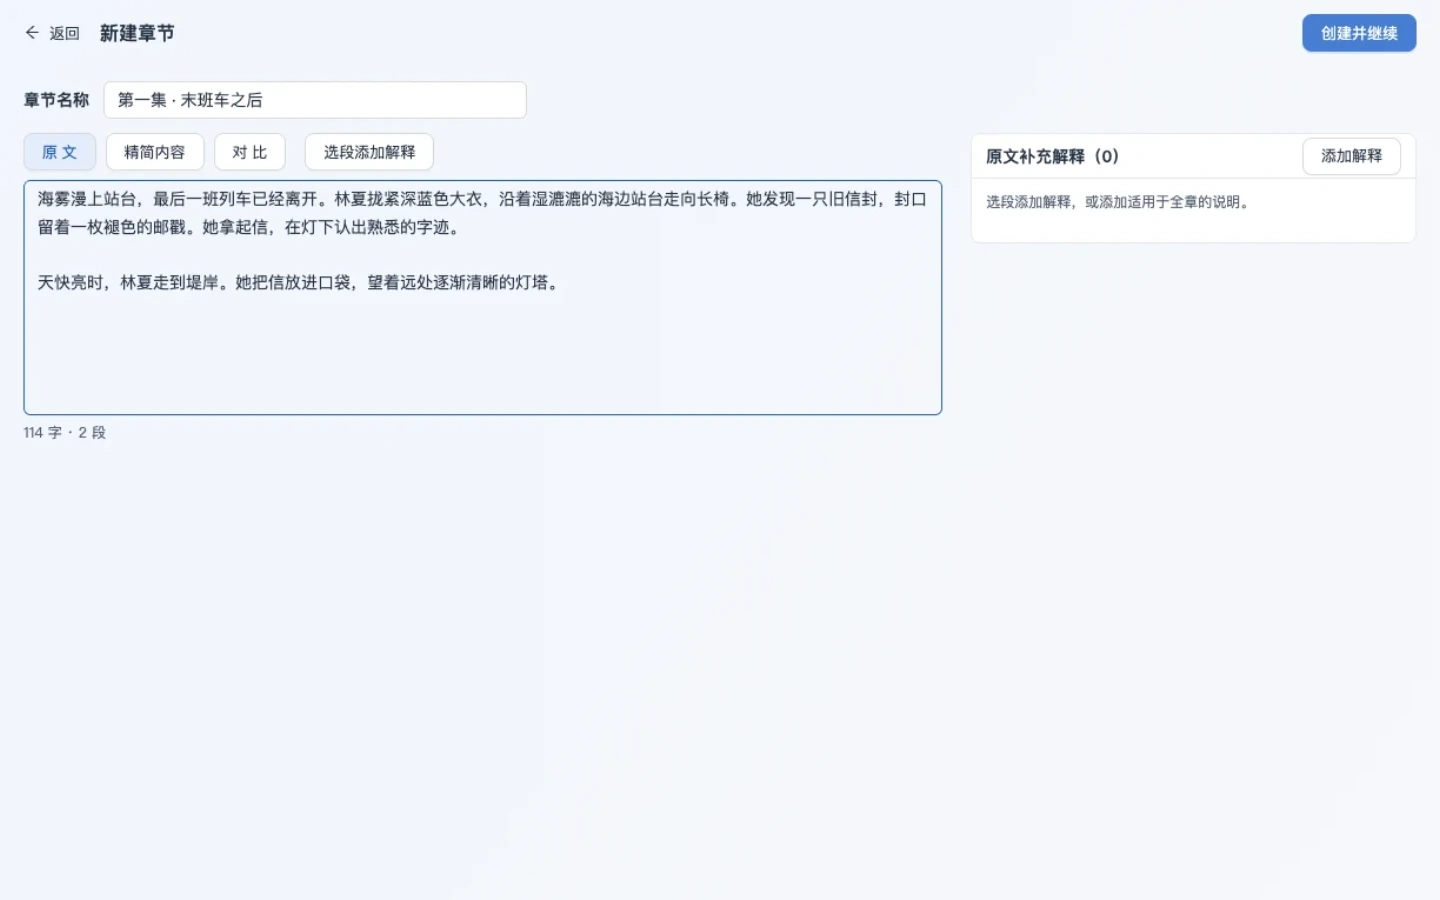 返回 新建章节 创建并继续
章节名称 第一集 · 末班车之后
原文 精简内容 对比 选段添加解释
海雾漫上站台，最后一班列车已经离开。林夏拢紧深蓝色大衣，沿着湿漉漉的海边站台走向长椅。她发现一只旧信封，封口
留着一枚褪色的邮戳。她拿起信，在灯下认出熟悉的字迹。
天快亮时，林夏走到堤岸。她把信放进口袋，望着远处逐渐清晰的灯塔。
114 字 · 2 段
原文补充解释（0） 添加解释
选段添加解释，或添加适用于全章的说明。